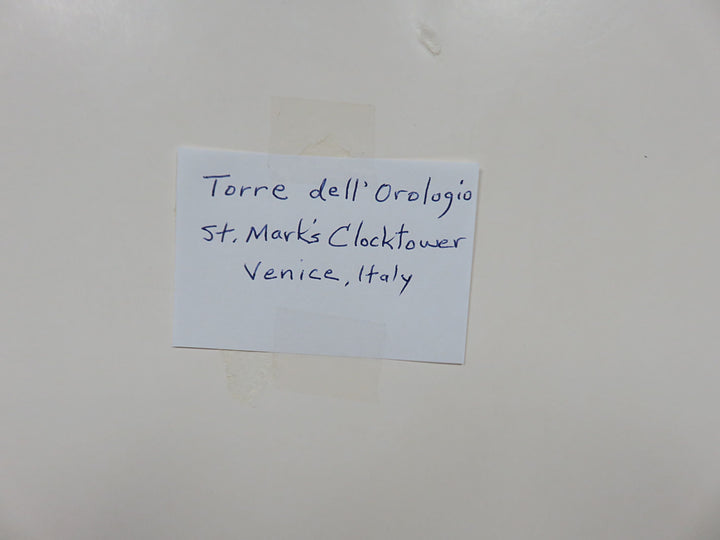 Torre dell'Orologio
St. Mark's Clocktower
Venice, Italy